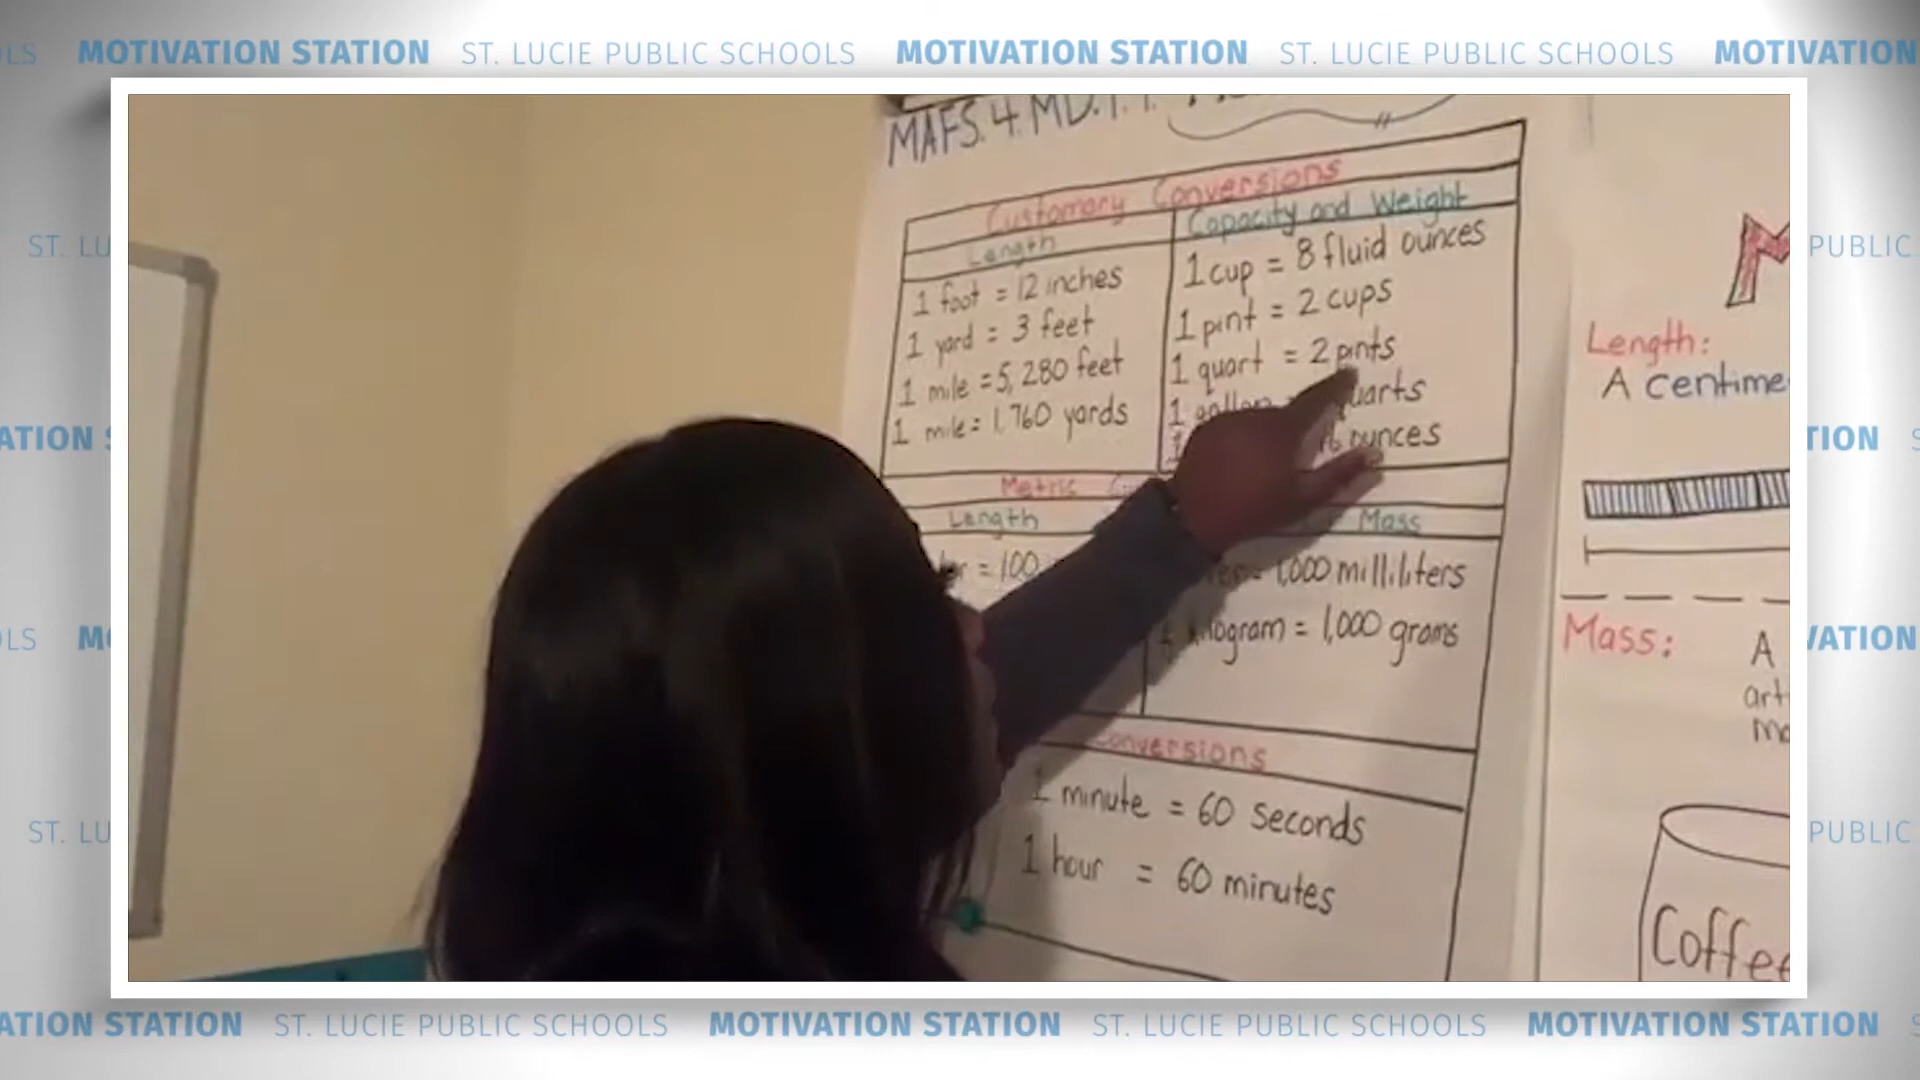 MOTIVATION STATION ST. LUCIE PUBLIC SCHOOLS MOTIVATION STATION ST. LUCIE PUBLIC SCHOOLS MOTIVATION
MAFS.4.MD.1.1
Customary Conversions
Length
1 foot = 12 inches
1 yard = 3 feet
1 mile = 5,280 feet
1 mile = 1,760 yards
Capacity and Weight
1 cup = 8 fluid ounces
1 pint = 2 cups
1 quart = 2 pints
1 gallon
ounces
Metric
Length
= 100
Mass
= 1,000 milliliters
kilogram = 1,000 grams
Conversions
1 minute = 60 seconds
1 hour = 60 minutes
Length:
A centime
Mass:
A
Coffee
ATION STATION ST. LUCIE PUBLIC SCHOOLS MOTIVATION STATION ST. LUCIE PUBLIC SCHOOLS MOTIVATION STATION